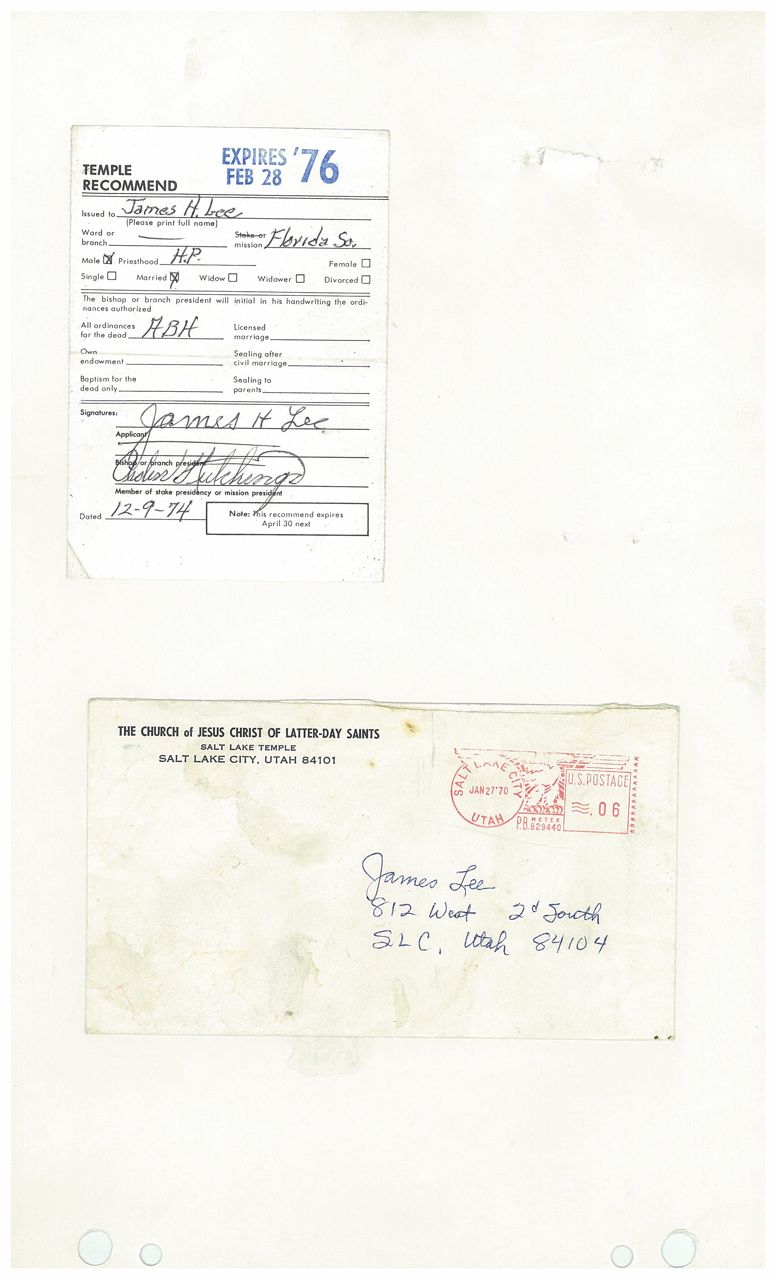 EXPIRES '76
FEB 28
TEMPLE
RECOMMEND
Issued to James H. Lee
(Please print full name)
Ward or branch — Stake or mission Florida So.
Male X Priesthood H.P. Female
Single Married X Widow Widower Divorced
The bishop or branch president will initial in his handwriting the ordi-
nances authorized
All ordinances for the dead ABH Licensed marriage
Own endowment Sealing after civil marriage
Baptism for the dead only Sealing to parents
Signatures: James H Lee
Applicant
Bishop or branch president
Hutchings
Member of stake presidency or mission president
Dated 12-9-74
Note: This recommend expires
April 30 next
THE CHURCH of JESUS CHRIST OF LATTER-DAY SAINTS
SALT LAKE TEMPLE
SALT LAKE CITY, UTAH 84101
SALT LAKE CITY
JAN 27 '70
UTAH
P.B. METER 829440
U.S. POSTAGE
.06
James Lee
812 West 2d South
SLC, Utah 84104